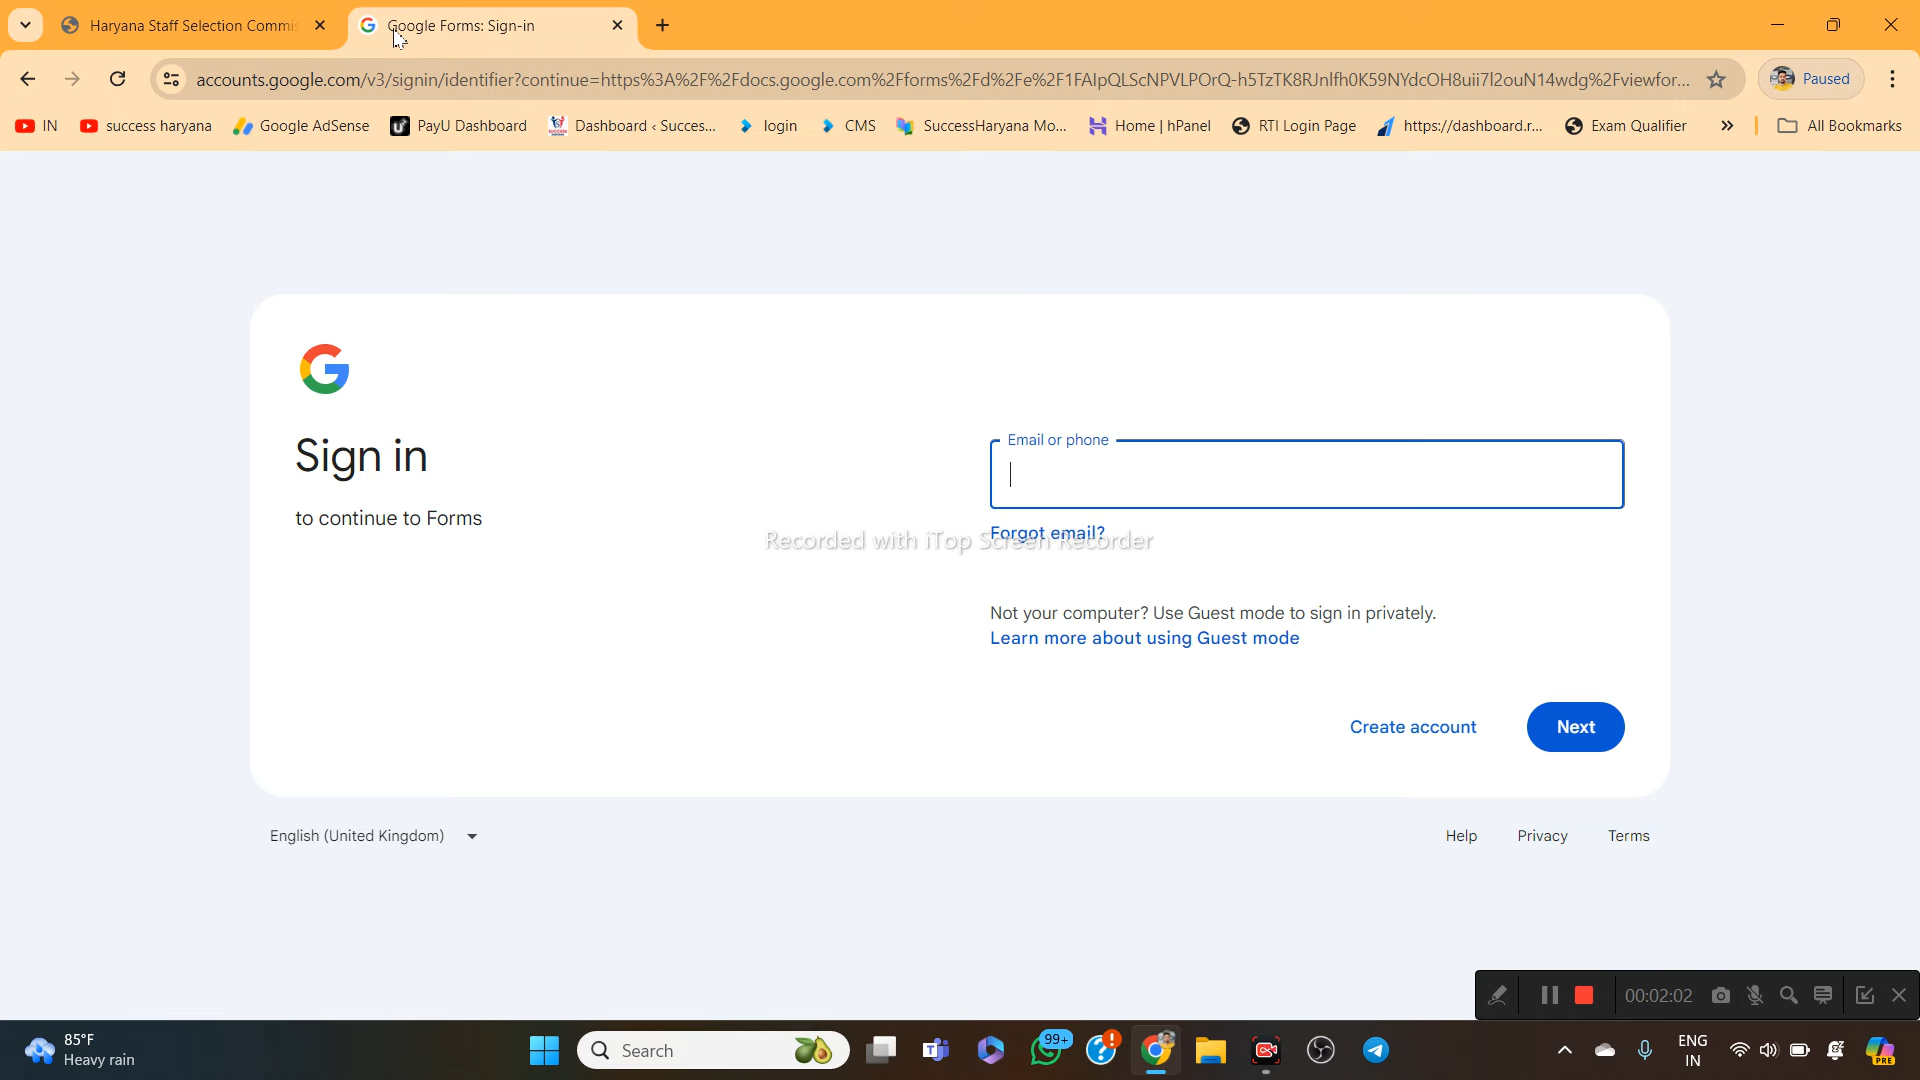 Haryana Staff Selection Commis
Google Forms: Sign-in
accounts.google.com/v3/signin/identifier?continue=https%3A%2F%2Fdocs.google.com%2Fforms%2Fd%2Fe%2F1FAIpQLScNPVLPOrQ-h5TzTK8RJnIfh0K59NYdcOH8uii7l2ouN14wdg%2Fviewfor...
Paused
IN
success haryana
Google AdSense
PayU Dashboard
Dashboard ‹ Succes...
login
CMS
SuccessHaryana Mo...
Home | hPanel
RTI Login Page
https://dashboard.r...
Exam Qualifier
All Bookmarks
Sign in
to continue to Forms
Email or phone
Forgot email?
Recorded with iTop Screen Recorder
Not your computer? Use Guest mode to sign in privately.
Learn more about using Guest mode
Create account
Next
English (United Kingdom)
Help
Privacy
Terms
00:02:02
85°F
Heavy rain
Search
99+
ENG
IN
PRE